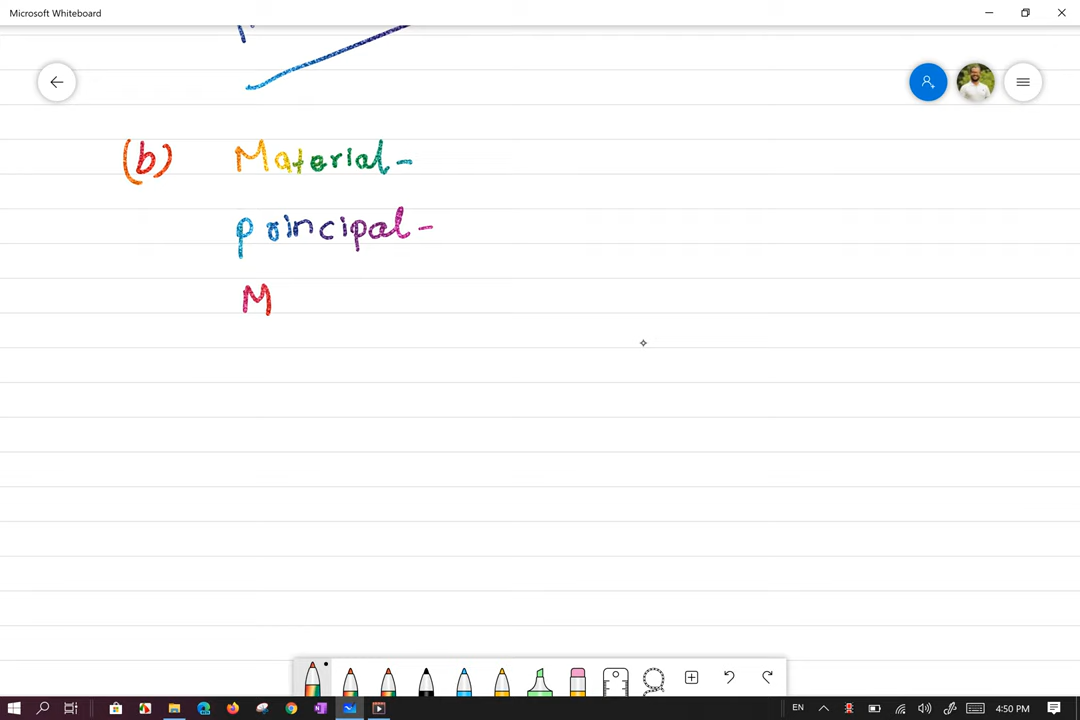 Microsoft Whiteboard
(b) Material-
principal-
M
EN
4:50 PM